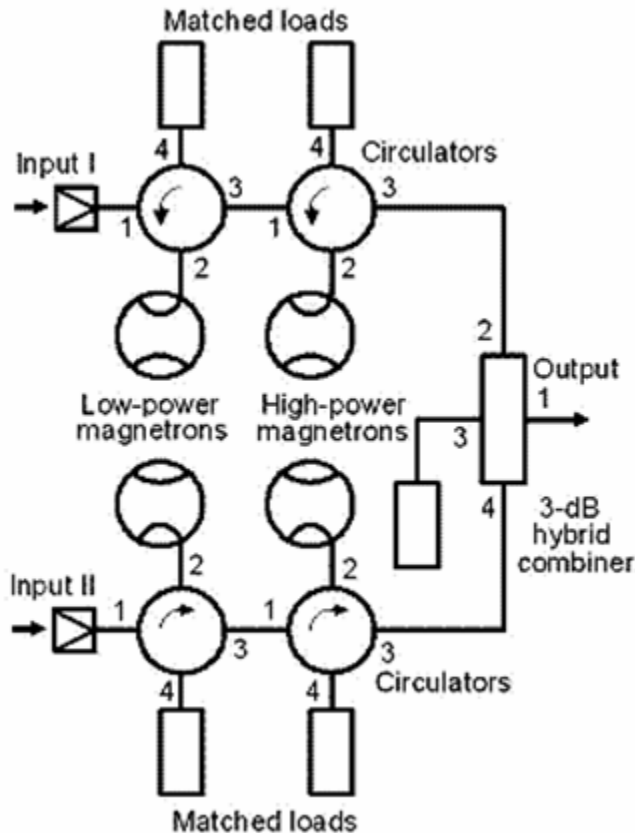 Matched loads
4
4
Input I
Circulators
3
3
1
1
2
2
2
Low-power
magnetrons
High-power
magnetrons
Output
1
3
4
3-dB
hybrid
combiner
Input II
2
2
1
1
3
3
4
4
Circulators
Matched loads